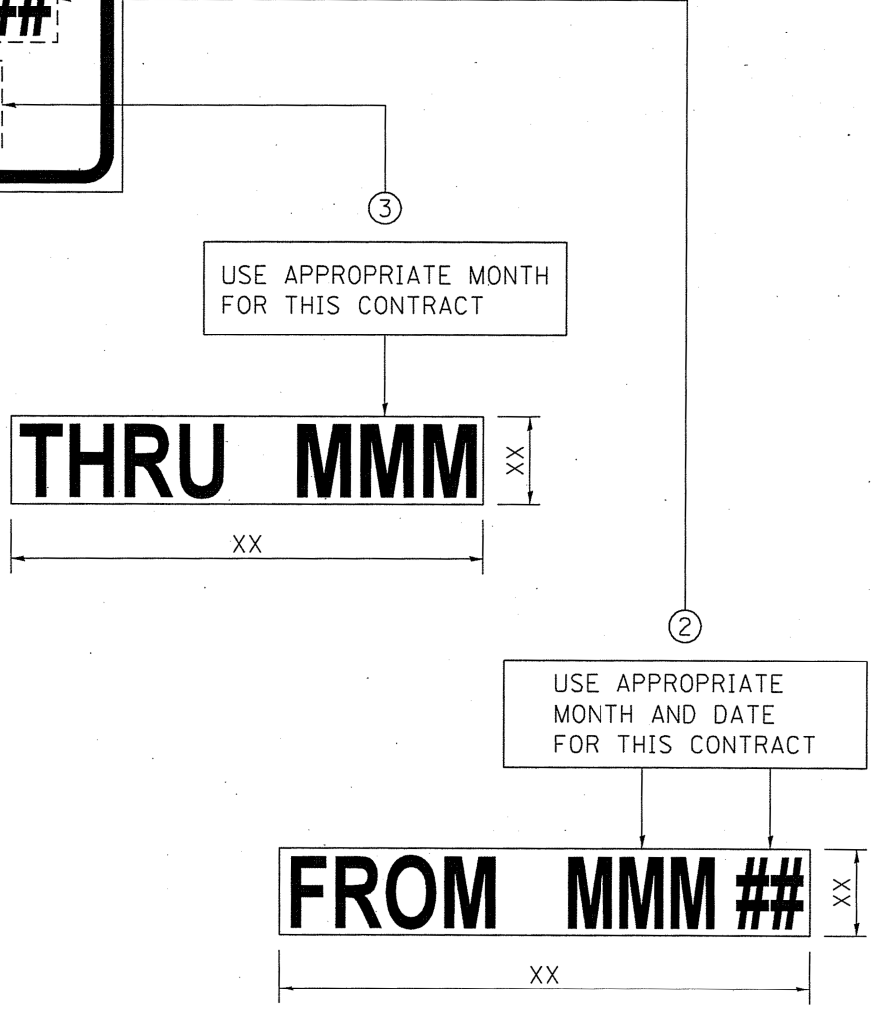 ##
3
USE APPROPRIATE MONTH
FOR THIS CONTRACT
THRU MMM
XX
XX
2
USE APPROPRIATE
MONTH AND DATE
FOR THIS CONTRACT
FROM MMM ##
XX
XX